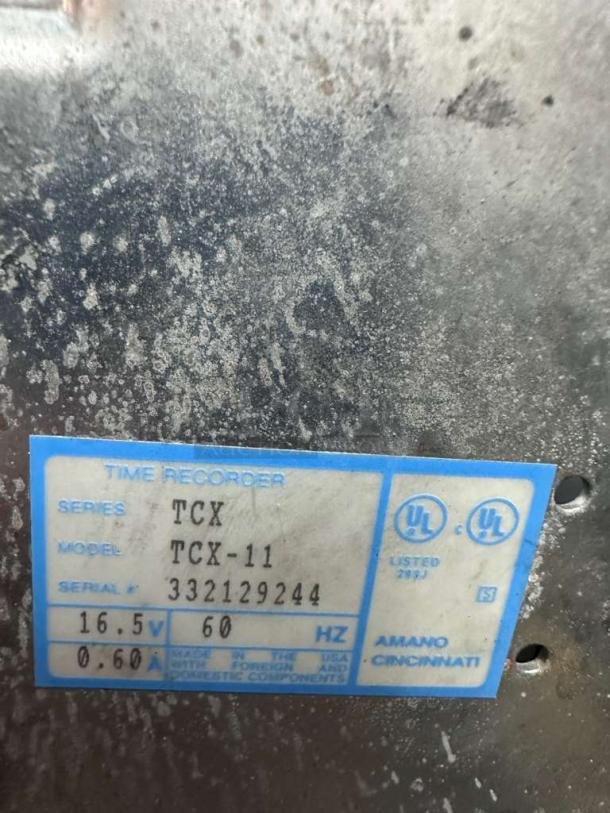 TIME RECORDER
SERIES TCX
MODEL TCX-11
SERIAL # 332129244
16.5 V 60 HZ
0.60 A
MADE IN THE USA
WITH FOREIGN AND
DOMESTIC COMPONENTS
UL c UL
LISTED
S
AMANO
CINCINNATI